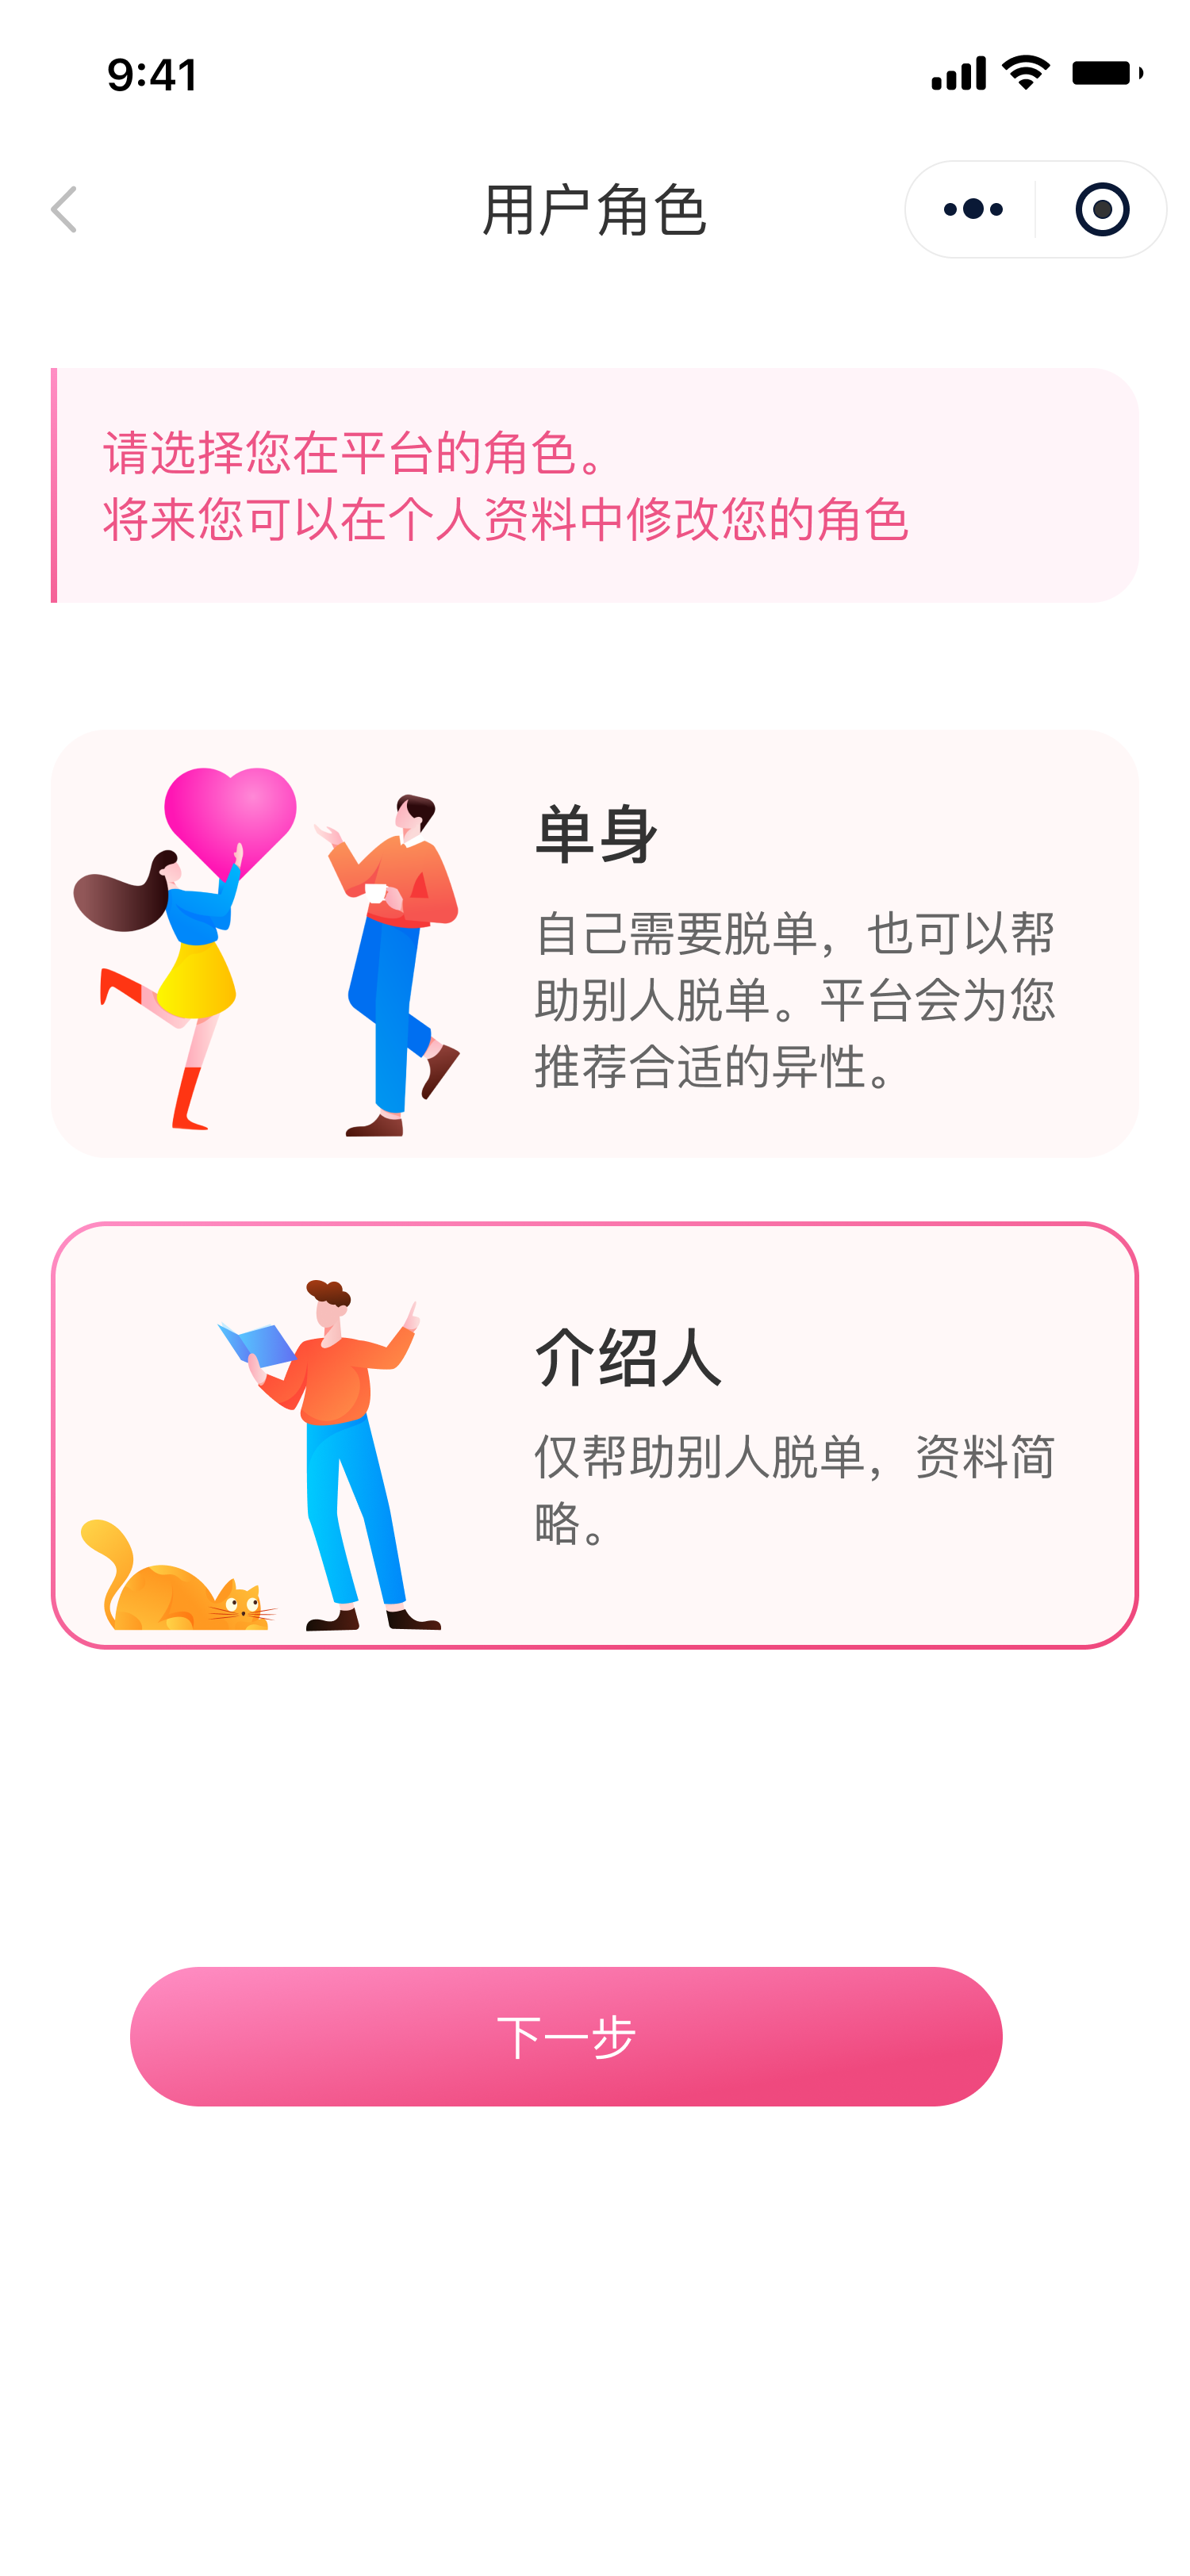 9:41
用户角色
请选择您在平台的角色。
将来您可以在个人资料中修改您的角色
单身
自己需要脱单，也可以帮
助别人脱单。平台会为您
推荐合适的异性。
介绍人
仅帮助别人脱单，资料简
略。
下一步